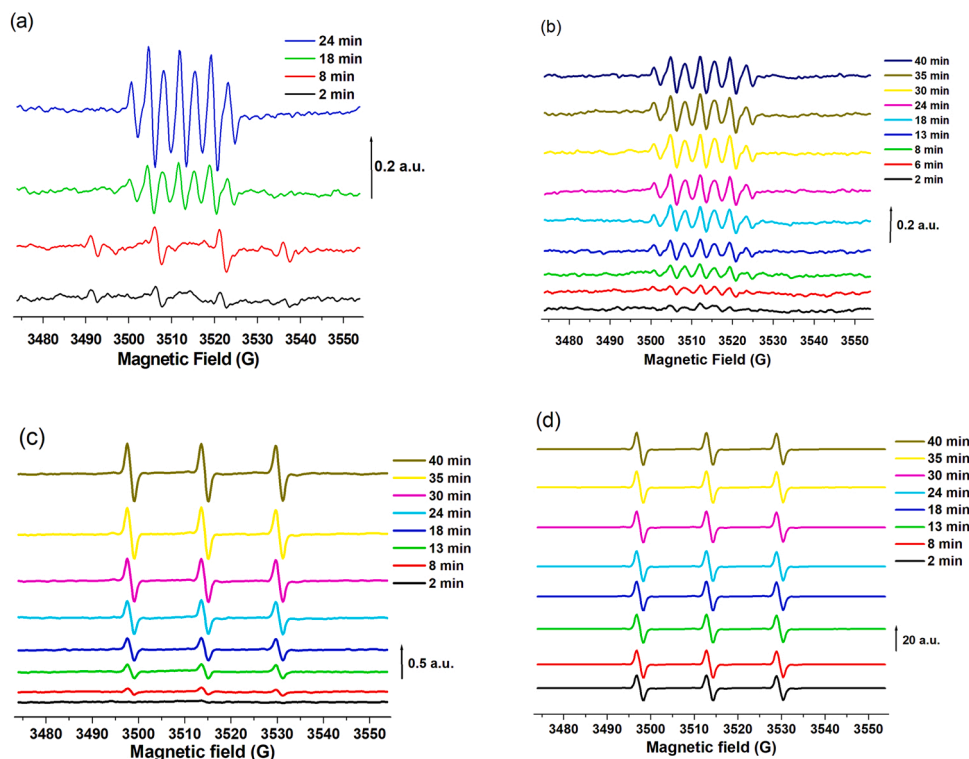 (a)
24 min
18 min
8 min
2 min
0.2 a.u.
3480 3490 3500 3510 3520 3530 3540 3550
Magnetic Field (G)
(b)
40 min
35 min
30 min
24 min
18 min
13 min
8 min
6 min
2 min
0.2 a.u.
3480 3490 3500 3510 3520 3530 3540 3550
Magnetic Field (G)
(c)
40 min
35 min
30 min
24 min
18 min
13 min
8 min
2 min
0.5 a.u.
3480 3490 3500 3510 3520 3530 3540 3550
Magnetic field (G)
(d)
40 min
35 min
30 min
24 min
18 min
13 min
8 min
2 min
20 a.u.
3480 3490 3500 3510 3520 3530 3540 3550
Magnetic field (G)